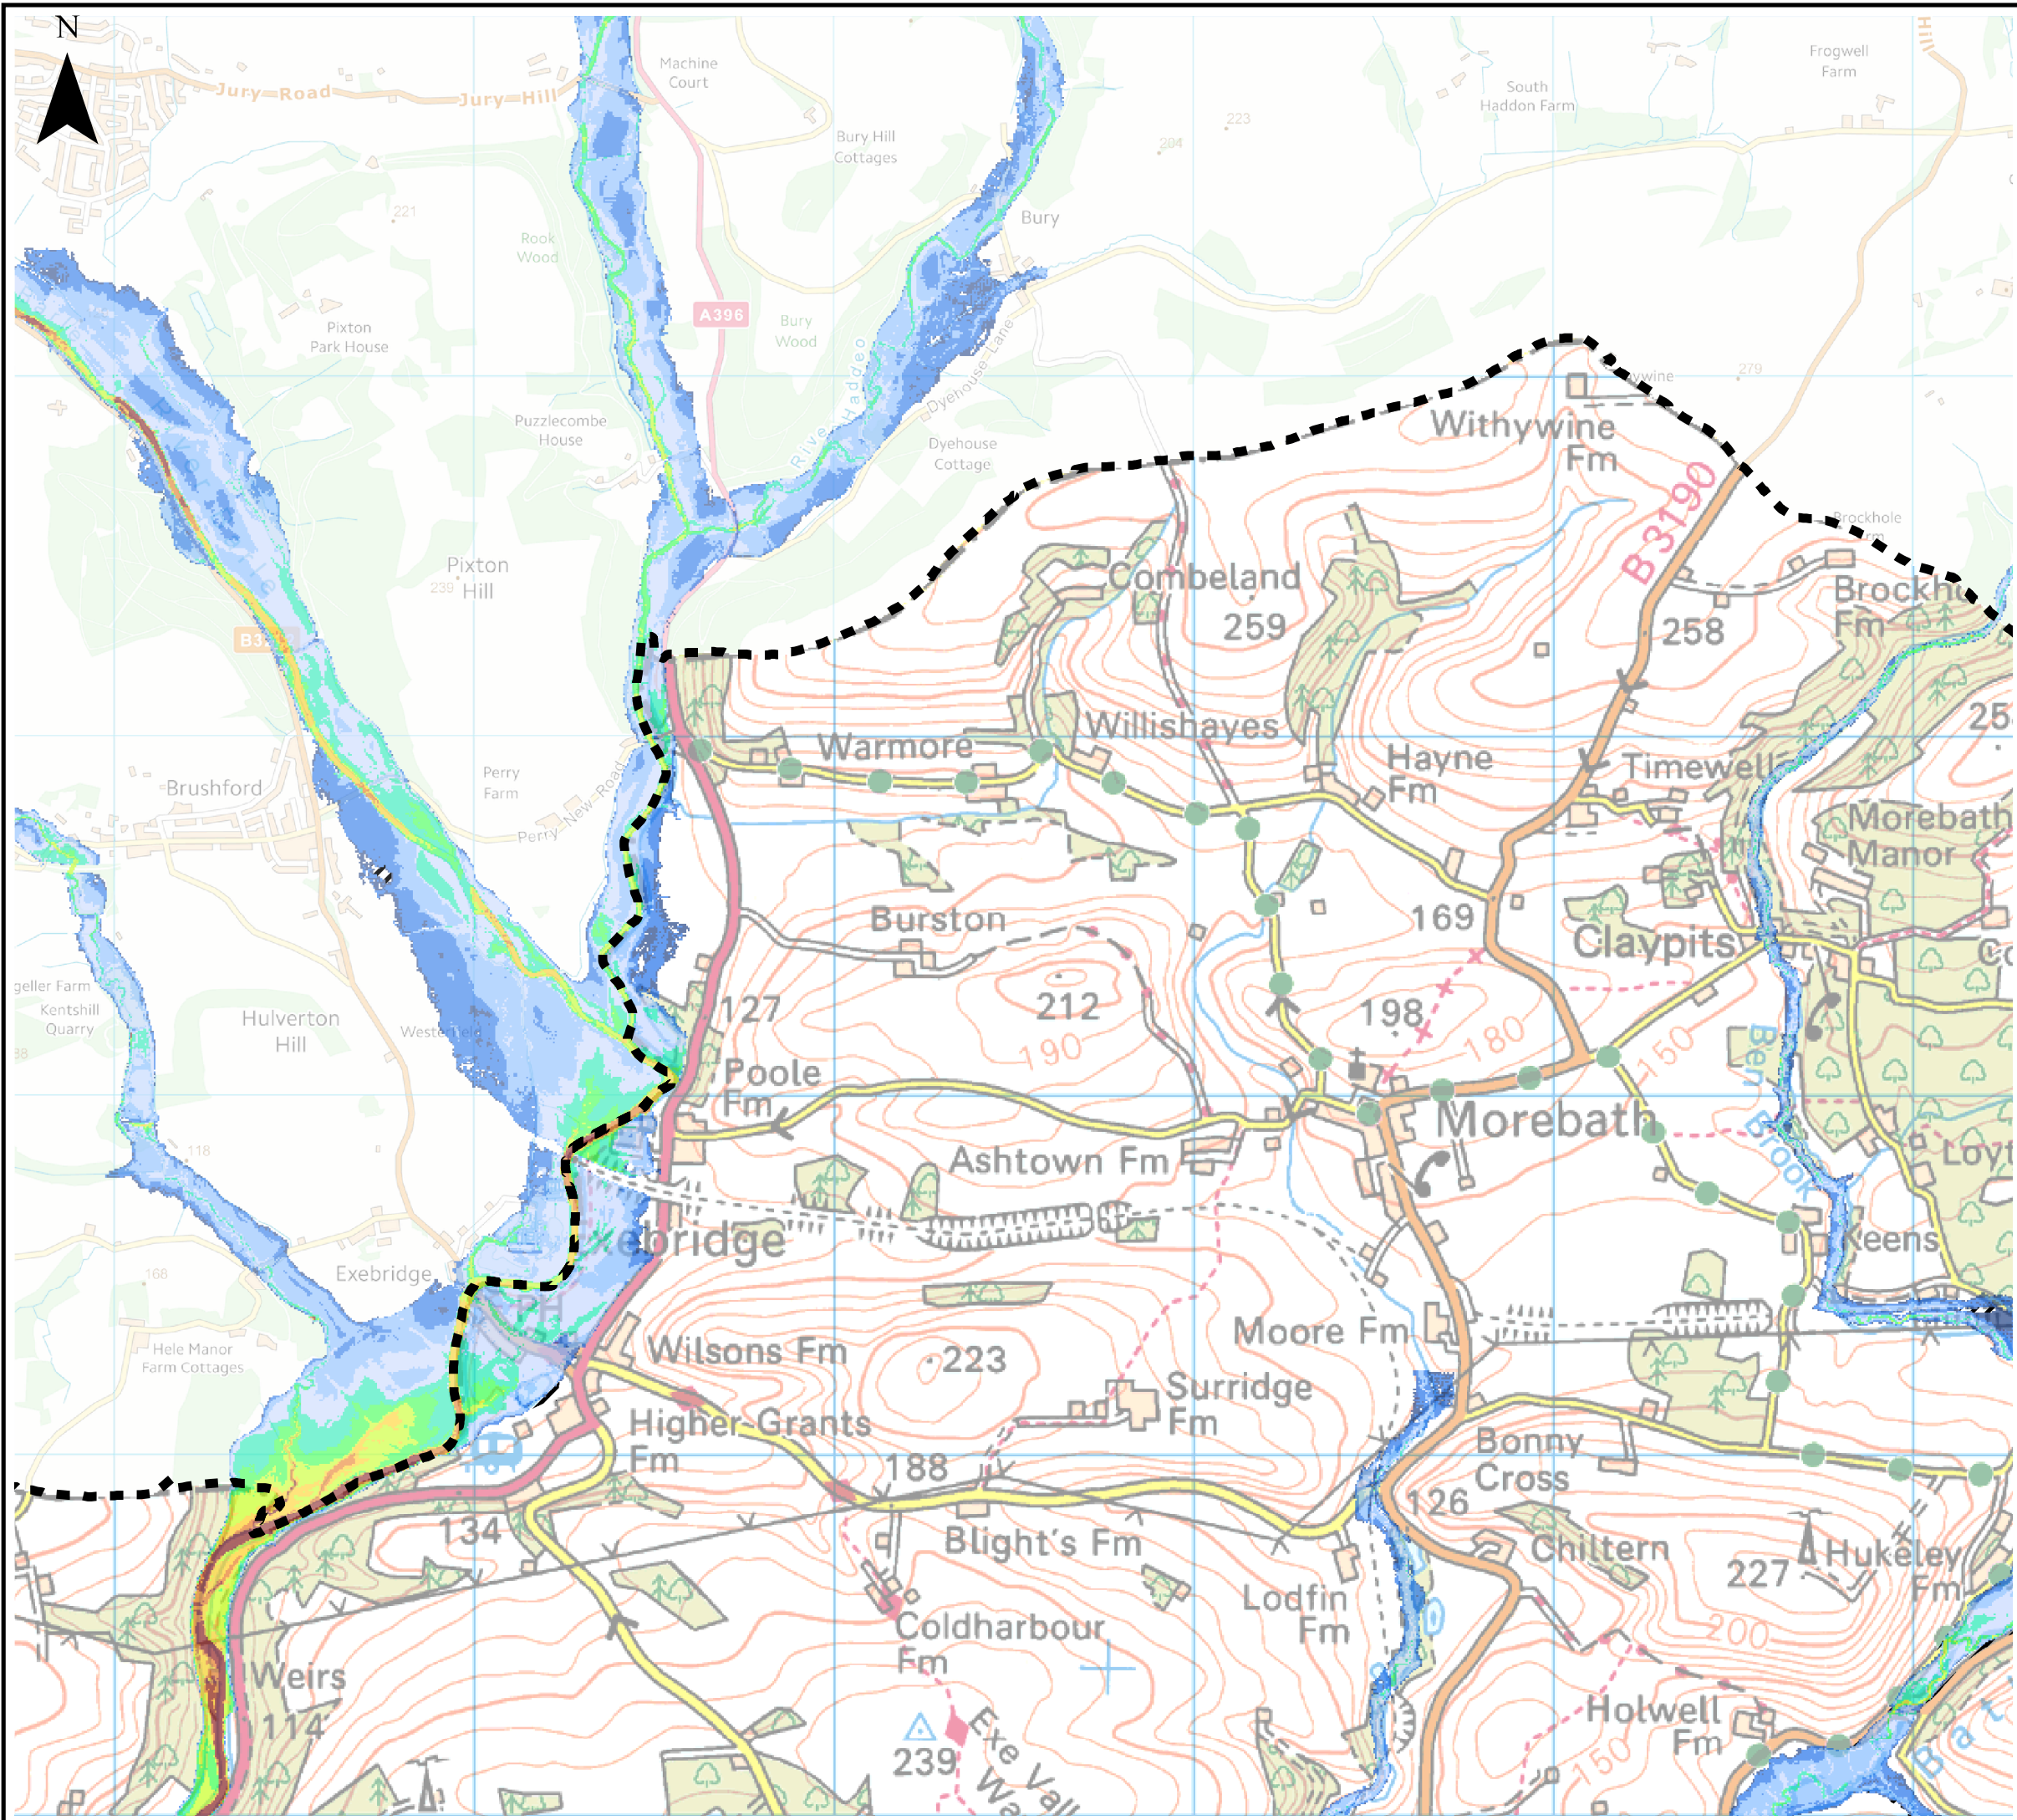 N
Jury Road
Jury Hill
Machine
Court
Bury Hill
Cottages
South
Haddon Farm
Frogwell
Farm
Hill
223
204
221
Rook
Wood
Bury
Pixton
Park House
A396
Bury
Wood
River Haddeo
Dyehouse Lane
279
Puzzlecombe
House
Dyehouse
Cottage
Withywine
Fm
B 3190
Brockhole
Pixton
Hill
239
Combeland
259
258
Fm
Brushford
Perry
Farm
Perry New Road
Warmore
Willishayes
Hayne
Fm
Timewell
Morebath
Manor
Burston
169
Claypits
Kentshill
Quarry
Hulverton
Hill
127
212
190
198
180
150
Poole
Fm
Ben Brook
118
Ashtown Fm
Morebath
Keens
Exebridge
168
PH
Hele Manor
Farm Cottages
Wilsons Fm
223
Moore Fm
Surridge
Fm
Higher Grants
Fm
188
Bonny
Cross
126
134
Blight's Fm
Chiltern
227
Hukeley
Fm
Lodfin
Fm
200
Coldharbour
Fm
Weirs
114
Holwell
Fm
239
150